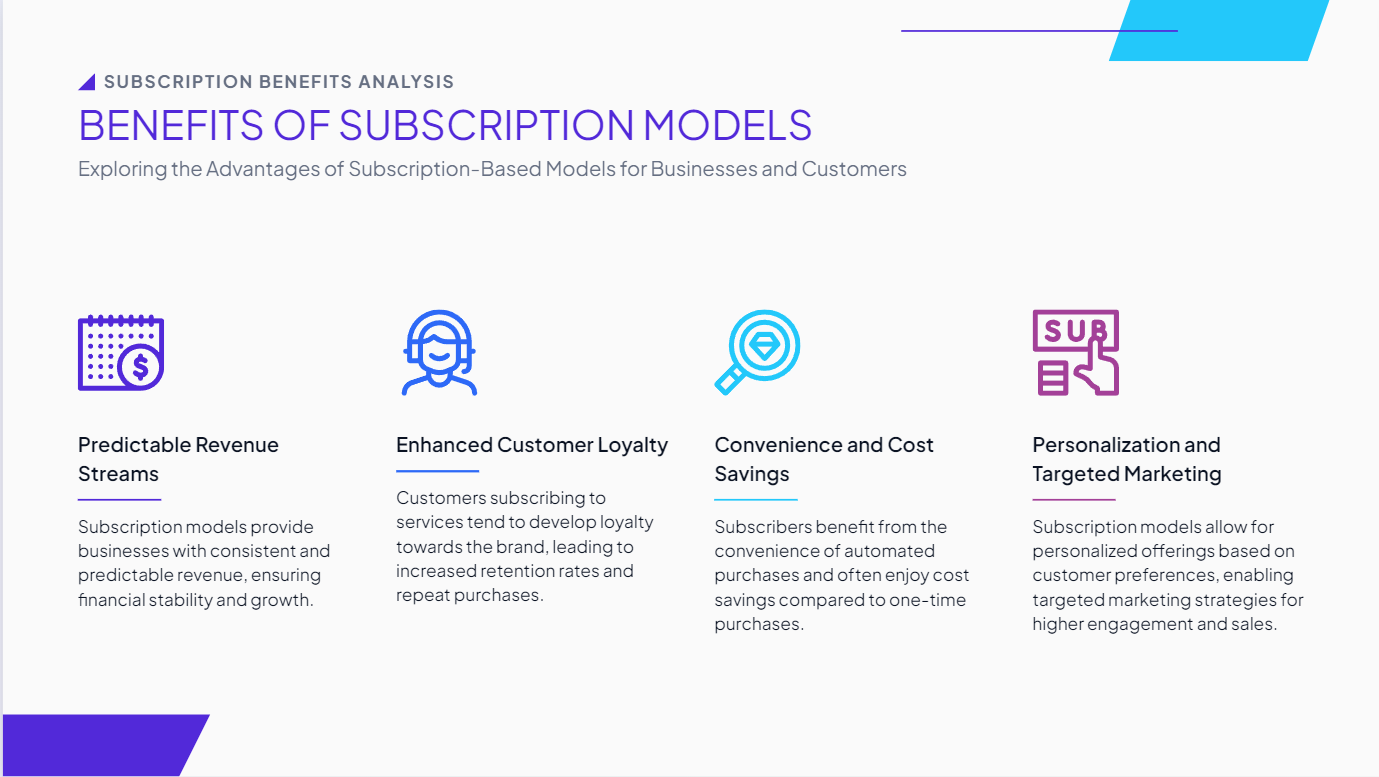 SUBSCRIPTION BENEFITS ANALYSIS
BENEFITS OF SUBSCRIPTION MODELS
Exploring the Advantages of Subscription-Based Models for Businesses and Customers
$
Predictable Revenue
Streams
Subscription models provide
businesses with consistent and
predictable revenue, ensuring
financial stability and growth.
Enhanced Customer Loyalty
Customers subscribing to
services tend to develop loyalty
towards the brand, leading to
increased retention rates and
repeat purchases.
Convenience and Cost
Savings
Subscribers benefit from the
convenience of automated
purchases and often enjoy cost
savings compared to one-time
purchases.
SUB
Personalization and
Targeted Marketing
Subscription models allow for
personalized offerings based on
customer preferences, enabling
targeted marketing strategies for
higher engagement and sales.